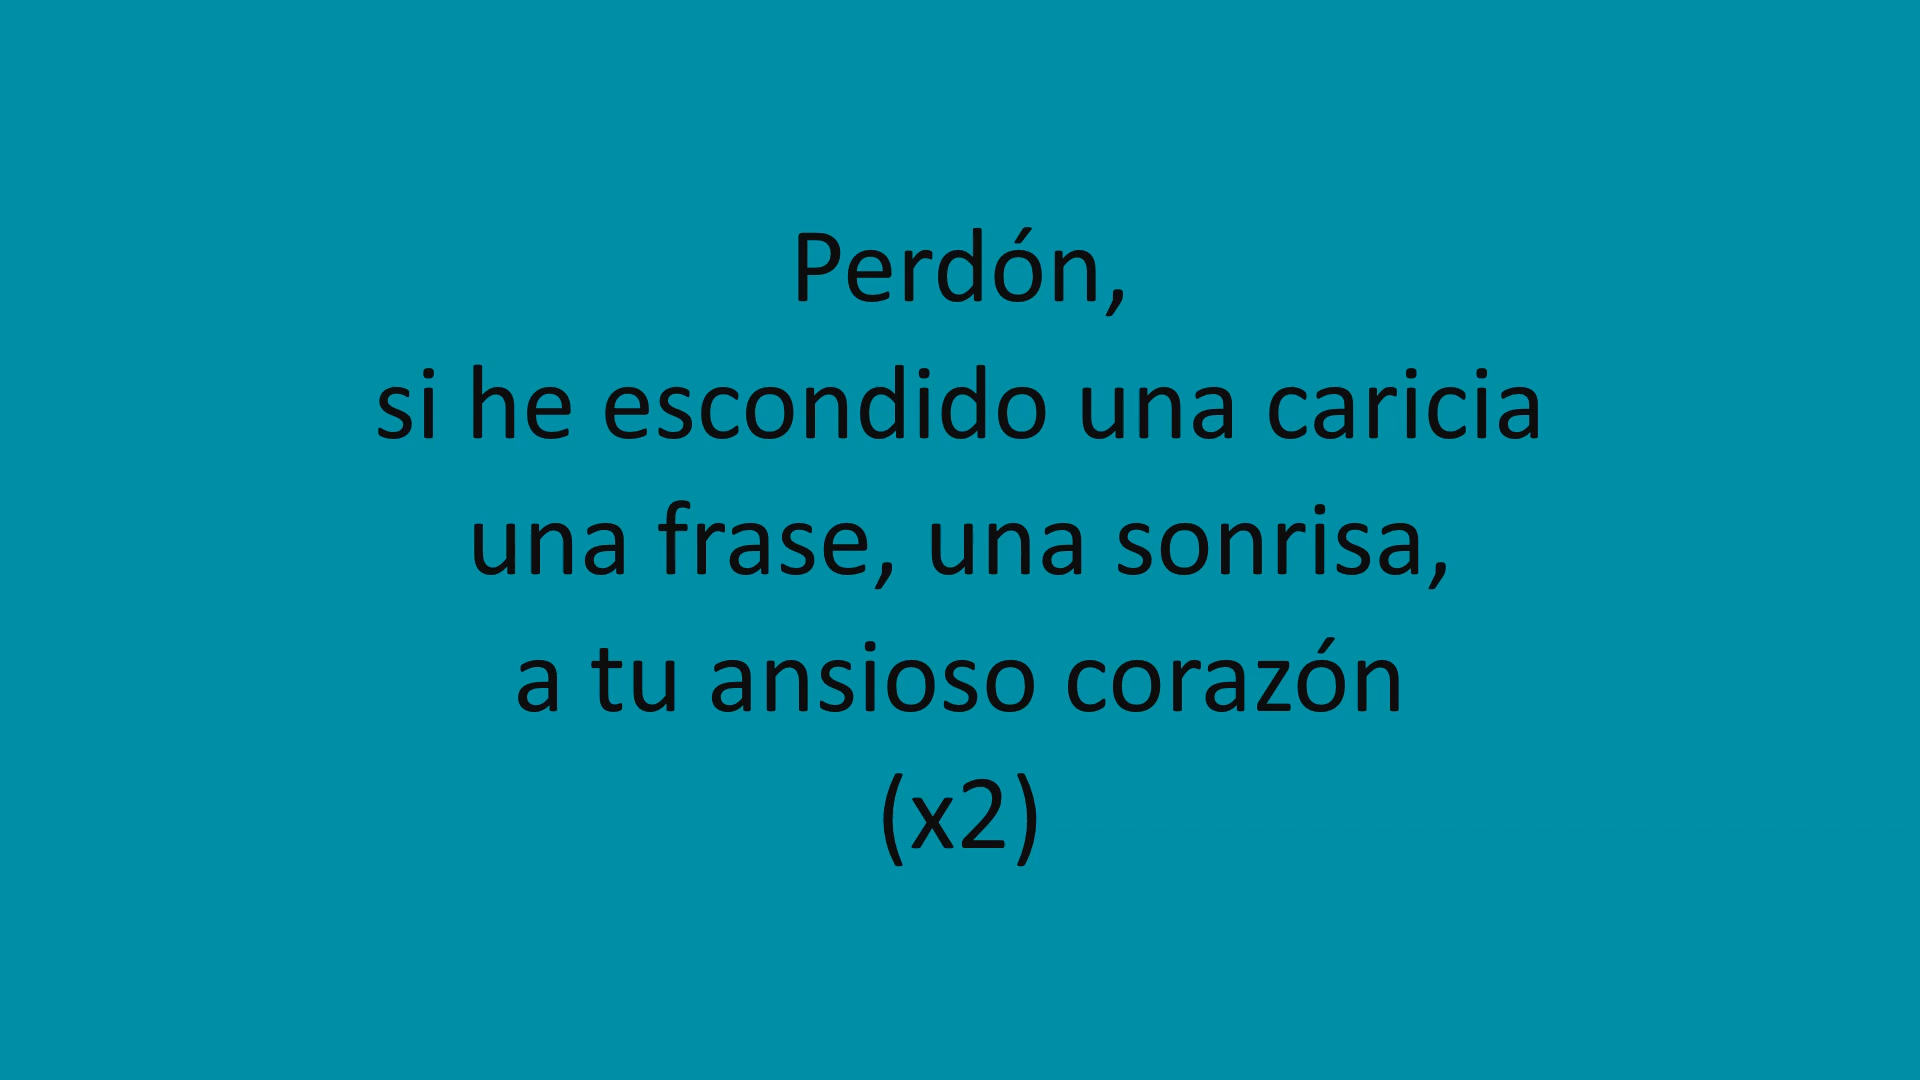 Perdón,
si he escondido una caricia
una frase, una sonrisa,
a tu ansioso corazón
(x2)